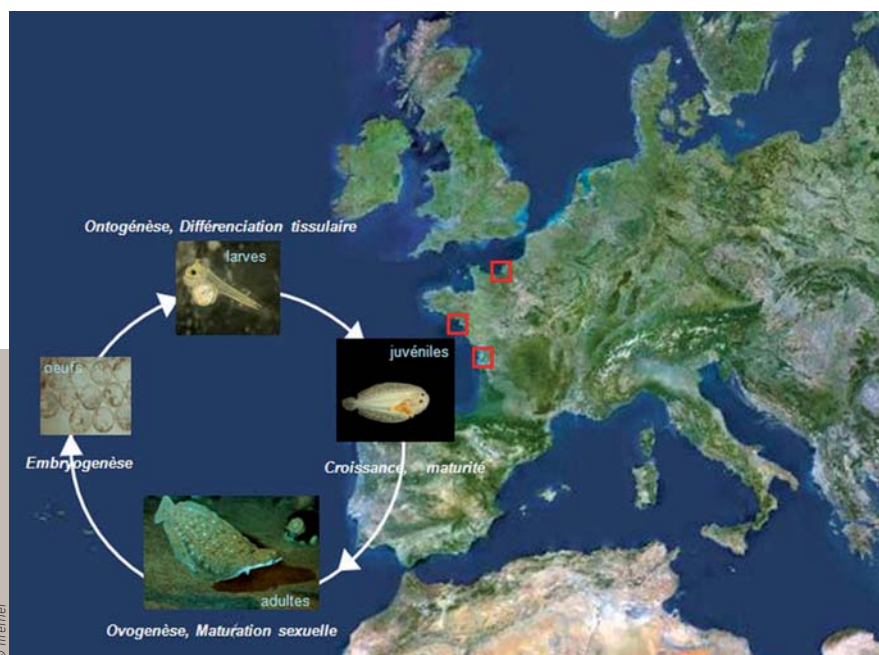 Ontogénèse, Différenciation tissulaire
larves
juvéniles
oeufs
Embryogenèse
Croissance, maturité
adultes
Ovogenèse, Maturation sexuelle